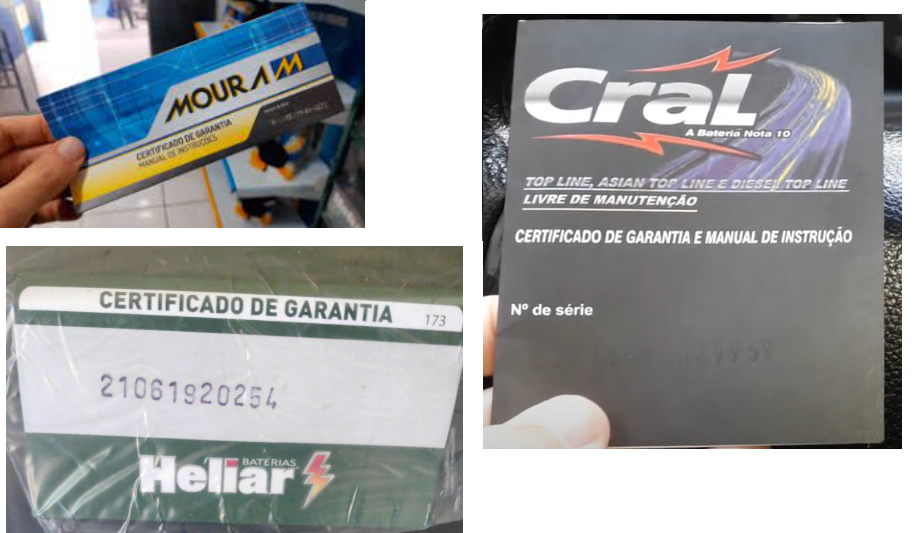 MOURA
CERTIFICADO DE GARANTIA
MANUAL DE INSTRUÇÕES
Cral
A Bateria Nota 10
TOP LINE, ASIAN TOP LINE E DIESEL TOP LINE
LIVRE DE MANUTENÇÃO
CERTIFICADO DE GARANTIA E MANUAL DE INSTRUÇÃO
Nº de série
CERTIFICADO DE GARANTIA 173
21061920254
BATERIAS
Heliar